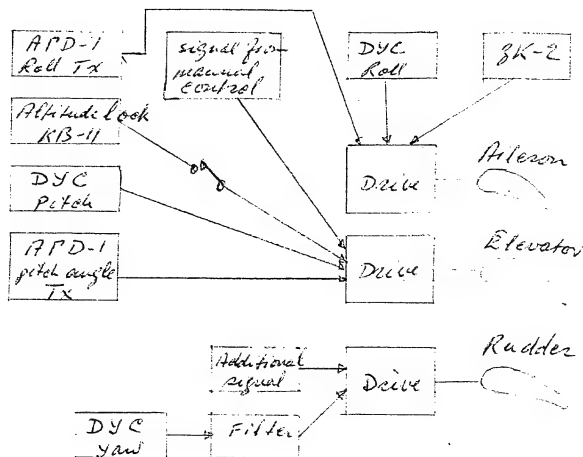 APD-1
Roll Tx
signal from
manual
control
DYC
Roll
3K-2
Altitude lock
KB-11
Aileron
Drive
DYC
Pitch
Elevator
APD-1
pitch angle
Tx
Drive
Rudder
Additional
signal
Drive
DYC
Yaw
Filter